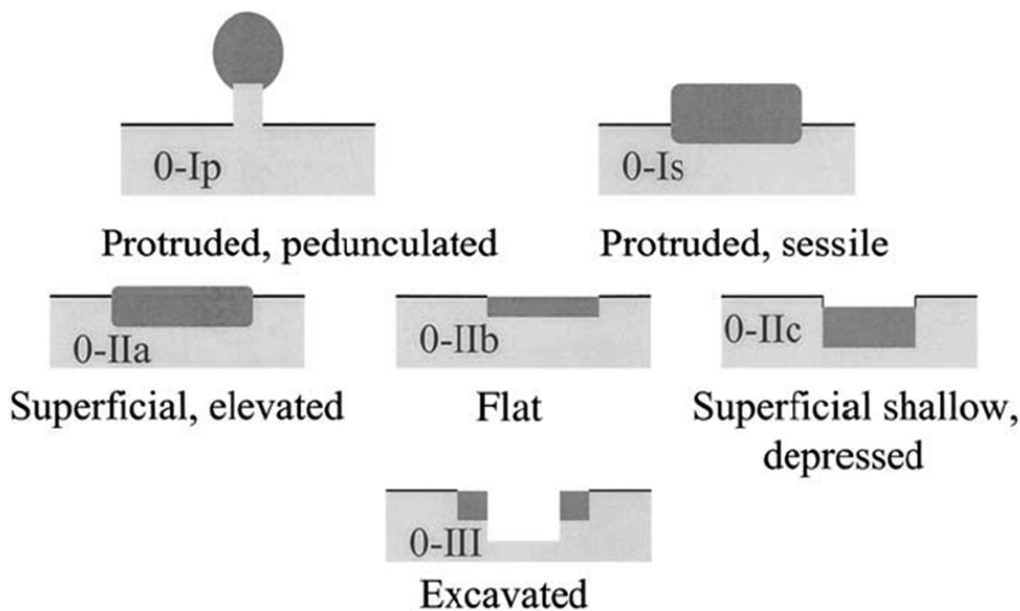 0-Ip
0-Is
Protruded, pedunculated
Protruded, sessile
0-IIa
0-IIb
0-IIc
Superficial, elevated
Flat
Superficial shallow,
depressed
0-III
Excavated